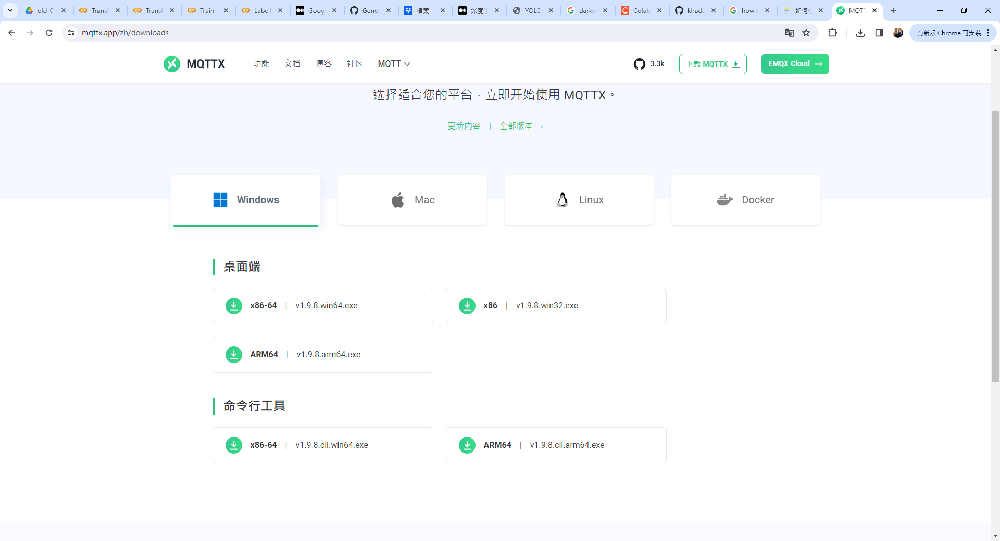 old_0
Transl
Transl
Train_
Labell
Googl
Gener
檔案 -
深度學
YOLO
darkn
Colab
khada
how t
如何修
MQTT
mqttx.app/zh/downloads
有新版 Chrome 可安裝
MQTTX
功能
文档
博客
社区
MQTT
3.3k
下载 MQTTX
EMQX Cloud →
选择适合您的平台，立即开始使用 MQTTX。
更新内容 | 全部版本 →
Windows
Mac
Linux
Docker
桌面端
x86-64 | v1.9.8.win64.exe
x86 | v1.9.8.win32.exe
ARM64 | v1.9.8.arm64.exe
命令行工具
x86-64 | v1.9.8.cli.win64.exe
ARM64 | v1.9.8.cli.arm64.exe